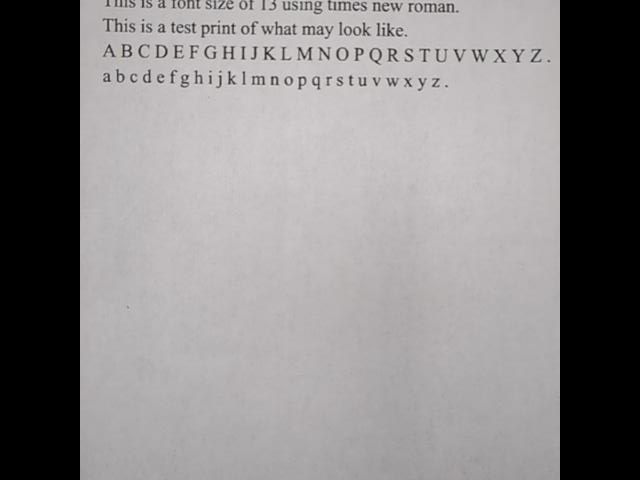 This is a font size of 13 using times new roman.
This is a test print of what may look like.
A B C D E F G H I J K L M N O P Q R S T U V W X Y Z .
a b c d e f g h i j k l m n o p q r s t u v w x y z .